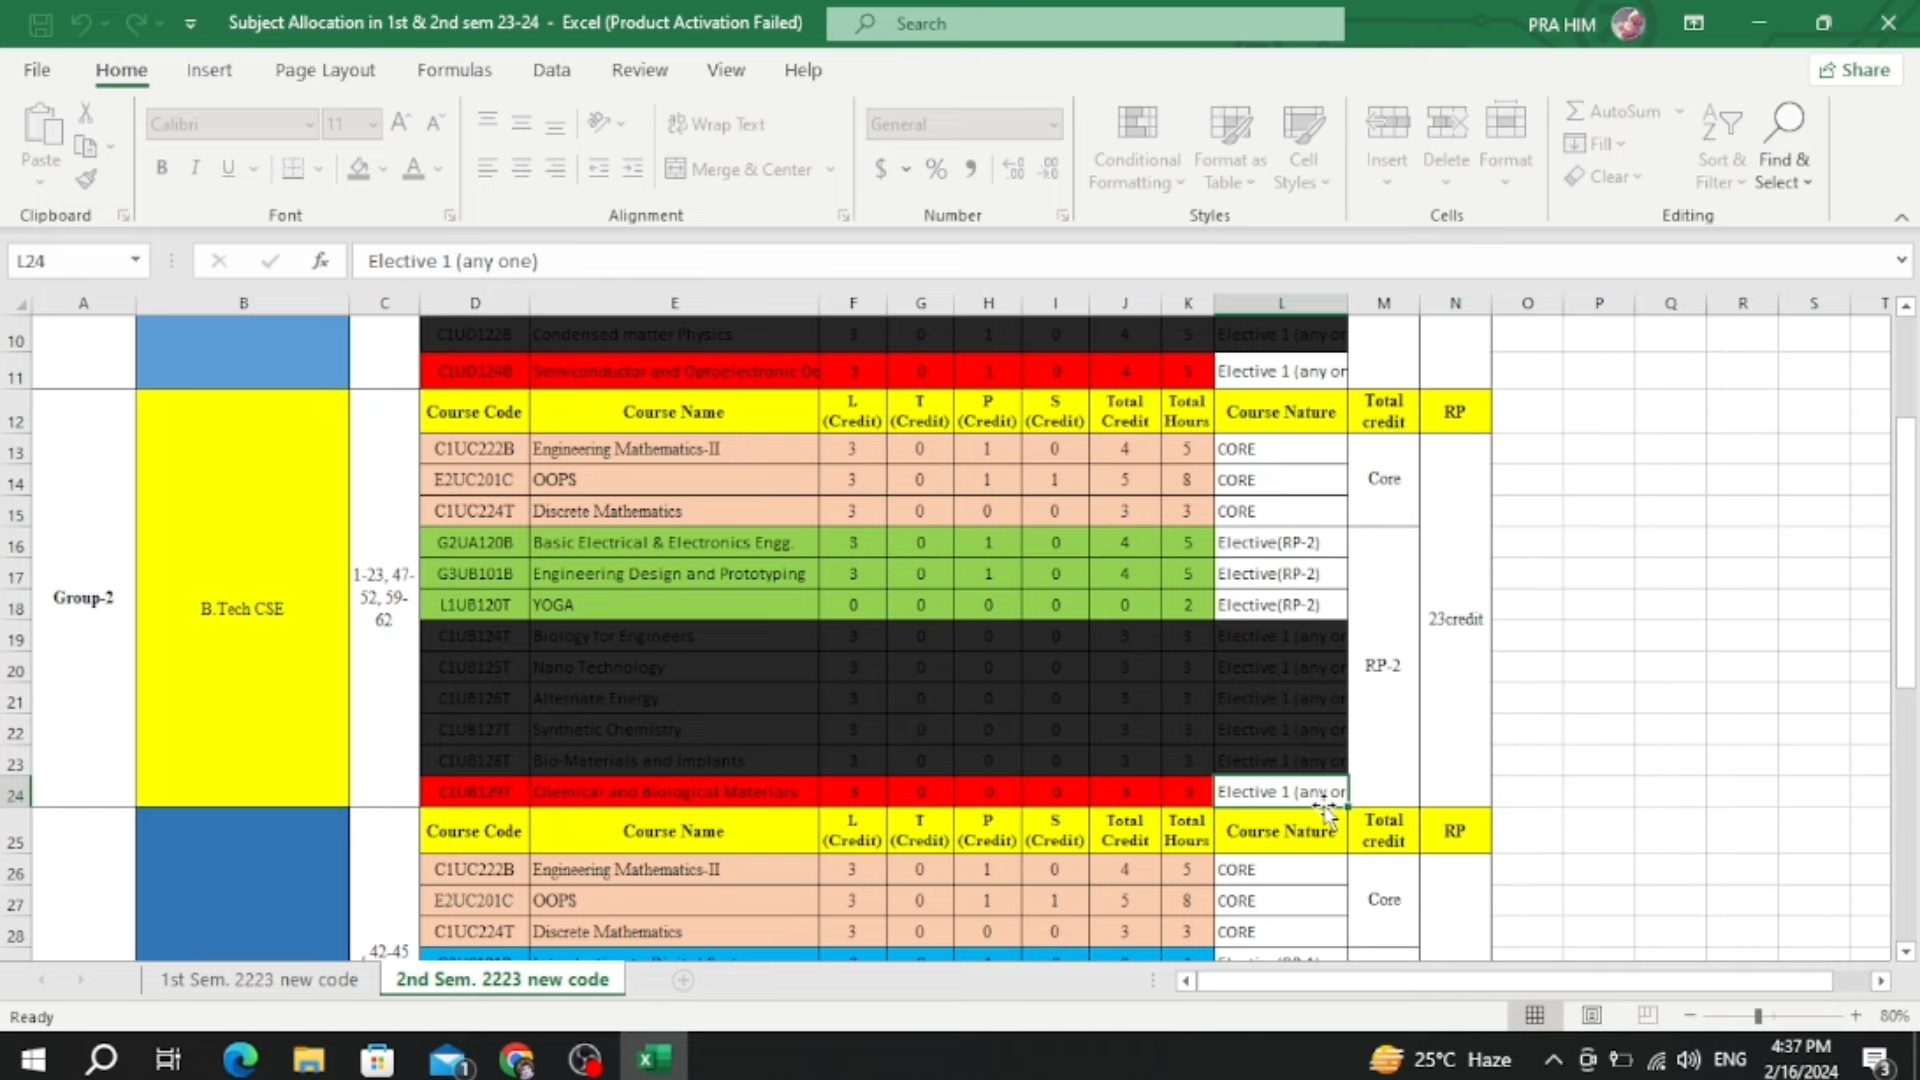 Subject Allocation in 1st & 2nd sem 23-24 - Excel (Product Activation Failed)
Search
PRA HIM
File Home Insert Page Layout Formulas Data Review View Help
Share
Paste
Calibri 11
Wrap Text
Merge & Center
General
Conditional Formatting
Format as Table
Cell Styles
Insert
Delete
Format
AutoSum
Fill
Clear
Sort & Filter
Find & Select
Clipboard Font Alignment Number Styles Cells Editing
L24
fx
Elective 1 (any one)
A B C D E F G H I J K L M N O P Q R S T
10 C1UD122B Condensed matter Physics 3 0 1 0 4 5 Elective 1 (any or
11 C1UD124B Semiconductor and Optoelectronic De 3 0 1 0 4 5 Elective 1 (any or
12 Course Code Course Name L (Credit) T (Credit) P (Credit) S (Credit) Total Credit Total Hours Course Nature Total credit RP
13 C1UC222B Engineering Mathematics-II 3 0 1 0 4 5 CORE
14 E2UC201C OOPS 3 0 1 1 5 8 CORE Core
15 C1UC224T Discrete Mathematics 3 0 0 0 3 3 CORE
16 G2UA120B Basic Electrical & Electronics Engg. 3 0 1 0 4 5 Elective(RP-2)
17 G3UB101B Engineering Design and Prototyping 3 0 1 0 4 5 Elective(RP-2)
18 L1UB120T YOGA 0 0 0 0 0 2 Elective(RP-2)
Group-2
B.Tech CSE
1-23, 47-
52, 59-
62
23credit
19 C1UB124T Biology for Engineers 3 0 0 0 3 3 Elective 1 (any or
20 C1UB125T Nano Technology 3 0 0 0 3 3 Elective 1 (any or RP-2
21 C1UB126T Alternate Energy 3 0 0 0 3 3 Elective 1 (any or
22 C1UB127T Synthetic Chemistry 3 0 0 0 3 3 Elective 1 (any or
23 C1UB128T Bio-Materials and Implants 3 0 0 0 3 3 Elective 1 (any or
24 C1UB129T Chemical and Biological Materials 3 0 0 0 3 3 Elective 1 (any or
25 Course Code Course Name L (Credit) T (Credit) P (Credit) S (Credit) Total Credit Total Hours Course Nature Total credit RP
26 C1UC222B Engineering Mathematics-II 3 0 1 0 4 5 CORE
27 E2UC201C OOPS 3 0 1 1 5 8 CORE Core
28 C1UC224T Discrete Mathematics 3 0 0 0 3 3 CORE
, 42-45
1st Sem. 2223 new code
2nd Sem. 2223 new code
Ready
80%
25°C Haze
ENG
4:37 PM
2/16/2024